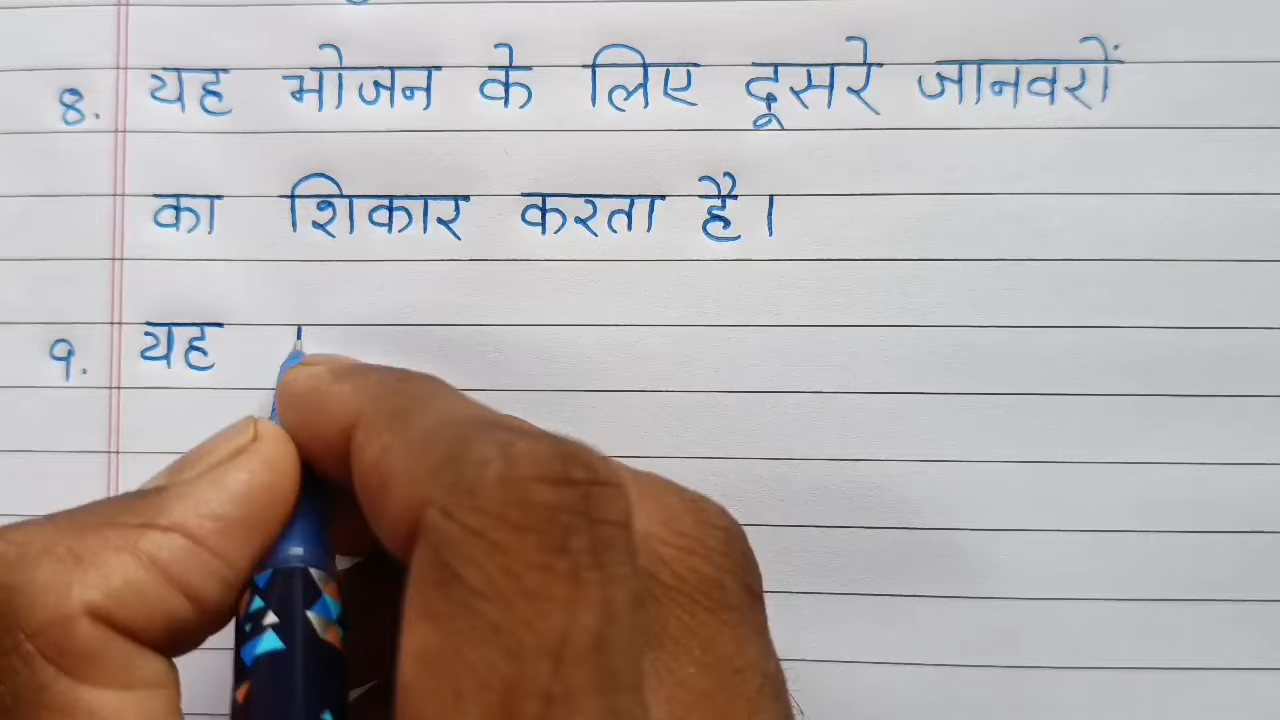 8. यह भोजन के लिए दूसरे जानवरों
का शिकार करता है।
9. यह